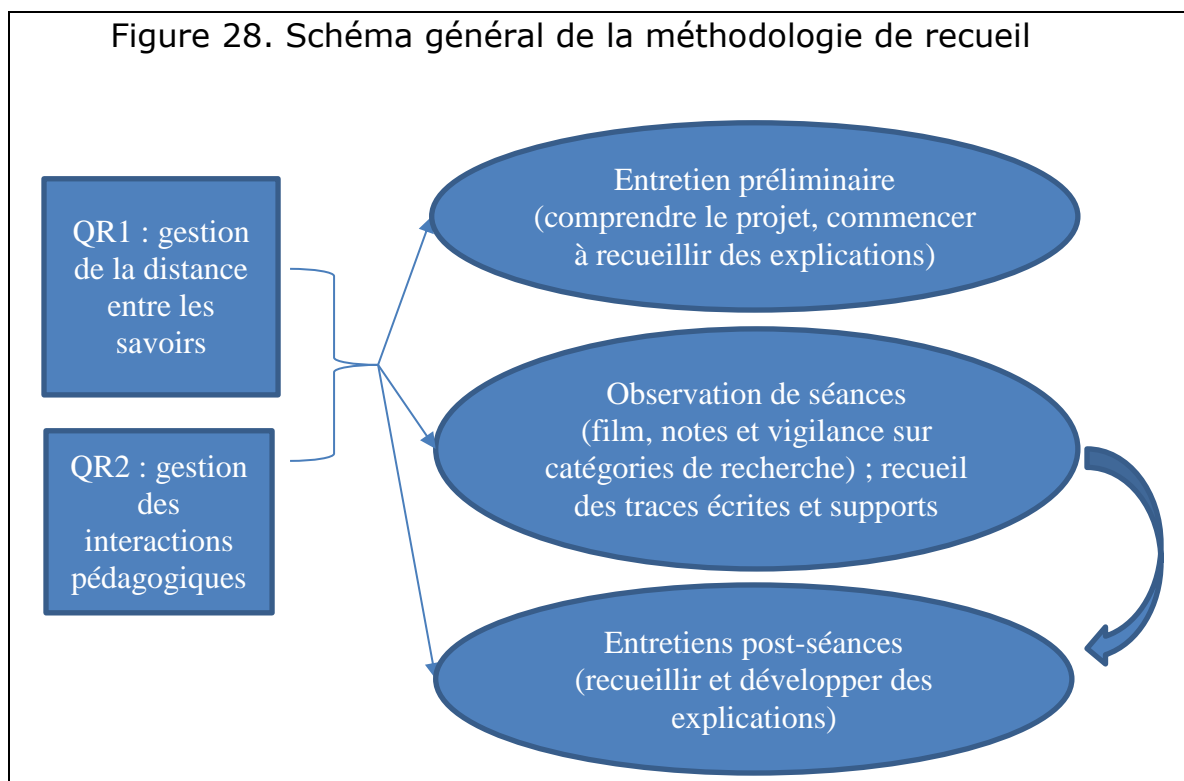 Figure 28. Schéma général de la méthodologie de recueil
QR1 : gestion
de la distance
entre les
savoirs
QR2 : gestion
des
interactions
pédagogiques
Entretien préliminaire
(comprendre le projet, commencer
à recueillir des explications)
Observation de séances
(film, notes et vigilance sur
catégories de recherche) ; recueil
des traces écrites et supports
Entretiens post-séances
(recueillir et développer des
explications)